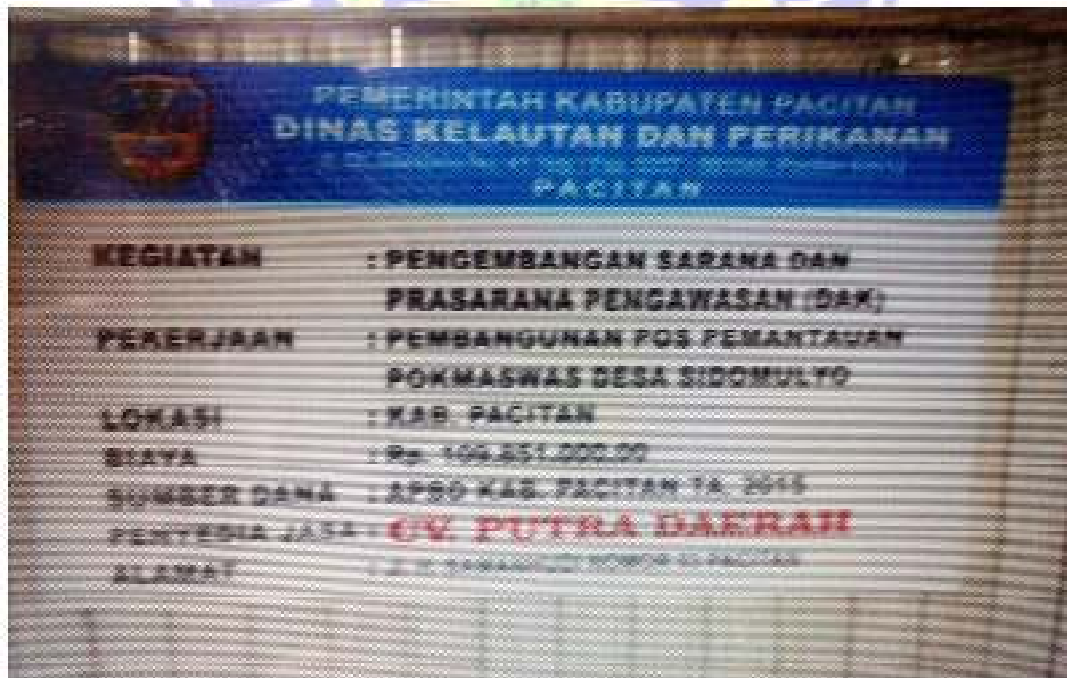 PEMERINTAH KABUPATEN PACITAN
DINAS KELAUTAN DAN PERIKANAN
PACITAN
KEGIATAN : PENGEMBANGAN SARANA DAN
PRASARANA PENGAWASAN (DAK)
PEKERJAAN : PEMBANGUNAN POS PEMANTAUAN
POKMASWAS DESA SIDOMULYO
LOKASI : KAB. PACITAN
BIAYA : Rp.
SUMBER DANA : APBD KAB. PACITAN TA. 2015
PENYEDIA JASA : CV. PUTRA DAERAH
ALAMAT : PACITAN